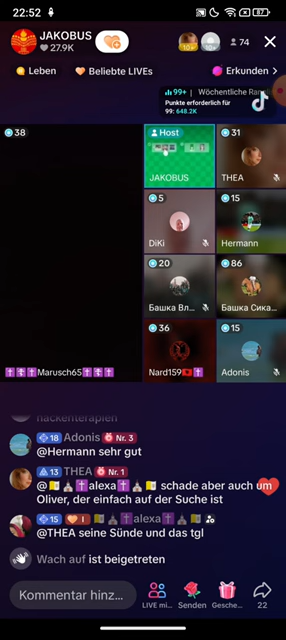 22:52
87
JAKOBUS
27.9K
10+
74
Leben
Beliebte LIVEs
Erkunden
99+ | Wöchentliche Ran
Punkte erforderlich für
99: 648.2K
38
Host
JAKOBUS
31
THEA
5
DiKi
15
Hermann
20
Башка Вл...
86
Башка Сика...
Marusch65
36
Nard159
15
Adonis
hackentherapien
18 Adonis Nr. 3
@Hermann sehr gut
13 THEA Nr. 1
@alexa schade aber auch um
Oliver, der einfach auf der Suche ist
15 I alexa
@THEA seine Sünde und das tgl
Wach auf ist beigetreten
Kommentar hinz...
LIVE mi...
Senden
Gesche...
22